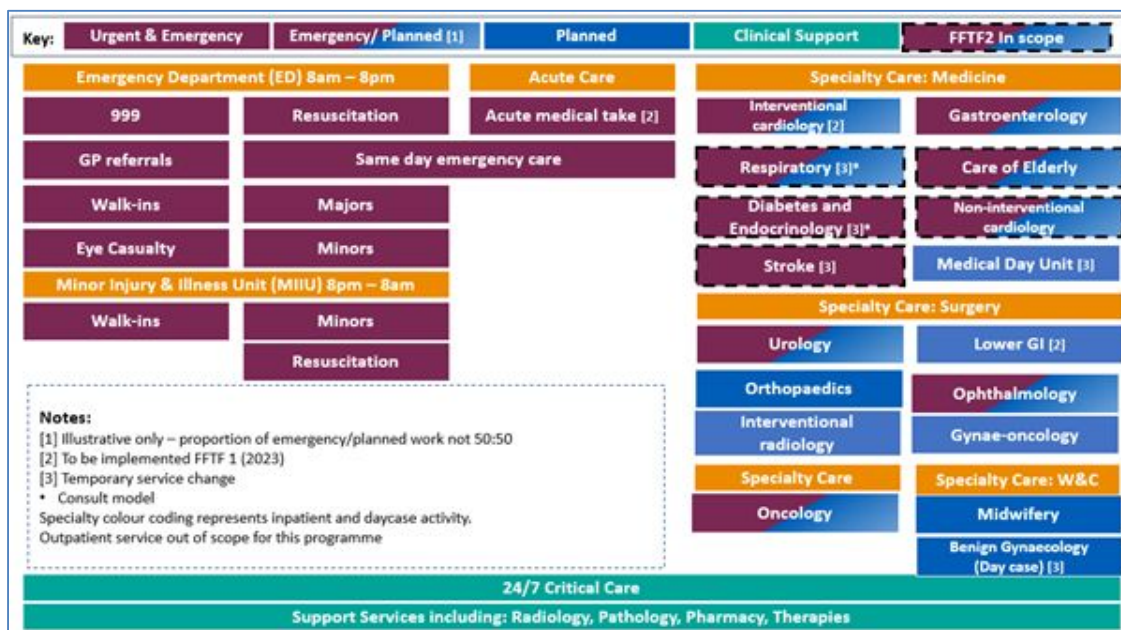 Key:
Urgent & Emergency
Emergency/ Planned [1]
Planned
Clinical Support
FFTF2 In scope
Emergency Department (ED) 8am – 8pm
999
Resuscitation
GP referrals
Same day emergency care
Walk-ins
Majors
Eye Casualty
Minors
Minor Injury & Illness Unit (MIIU) 8pm – 8am
Walk-ins
Minors
Resuscitation
Acute Care
Acute medical take [2]
Specialty Care: Medicine
Interventional
cardiology [2]
Gastroenterology
Respiratory [3]*
Care of Elderly
Diabetes and
Endocrinology [3]*
Non-interventional
cardiology
Stroke [3]
Medical Day Unit [3]
Specialty Care: Surgery
Urology
Lower GI [2]
Orthopaedics
Ophthalmology
Interventional
radiology
Gynae-oncology
Specialty Care
Oncology
Specialty Care: W&C
Midwifery
Benign Gynaecology
(Day case) [3]
Notes:
[1] Illustrative only – proportion of emergency/planned work not 50:50
[2] To be implemented FFTF 1 (2023)
[3] Temporary service change
• Consult model
Specialty colour coding represents inpatient and daycase activity.
Outpatient service out of scope for this programme
24/7 Critical Care
Support Services including: Radiology, Pathology, Pharmacy, Therapies